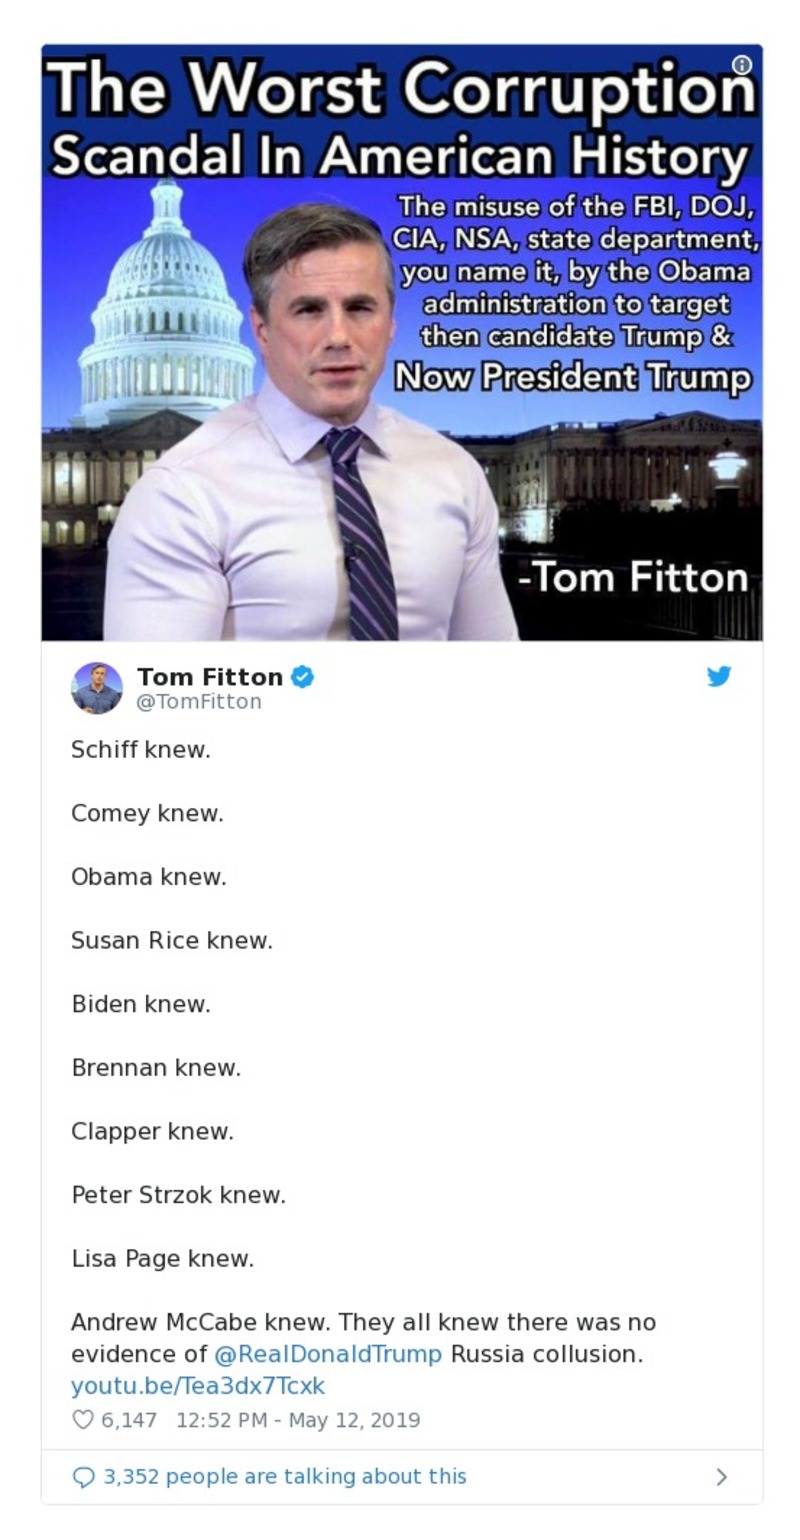 The Worst Corruption
Scandal In American History
The misuse of the FBI, DOJ,
CIA, NSA, state department,
you name it, by the Obama
administration to target
then candidate Trump &
Now President Trump
-Tom Fitton
Tom Fitton
@TomFitton
Schiff knew.
Comey knew.
Obama knew.
Susan Rice knew.
Biden knew.
Brennan knew.
Clapper knew.
Peter Strzok knew.
Lisa Page knew.
Andrew McCabe knew. They all knew there was no
evidence of @RealDonaldTrump Russia collusion.
youtu.be/Tea3dx7Tcxk
6,147 12:52 PM - May 12, 2019
3,352 people are talking about this